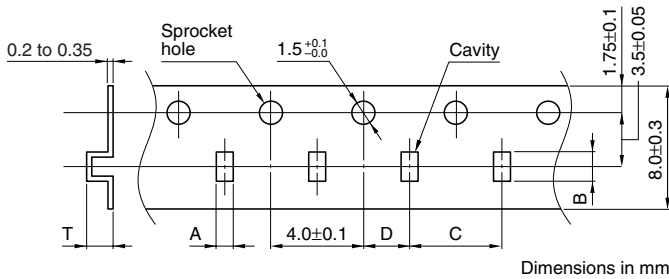 0.2 to 0.35
Sprocket
hole
1.5 +0.1 −0.0
Cavity
1.75±0.1
3.5±0.05
8.0±0.3
B
T
A
4.0±0.1
D
C
Dimensions in mm